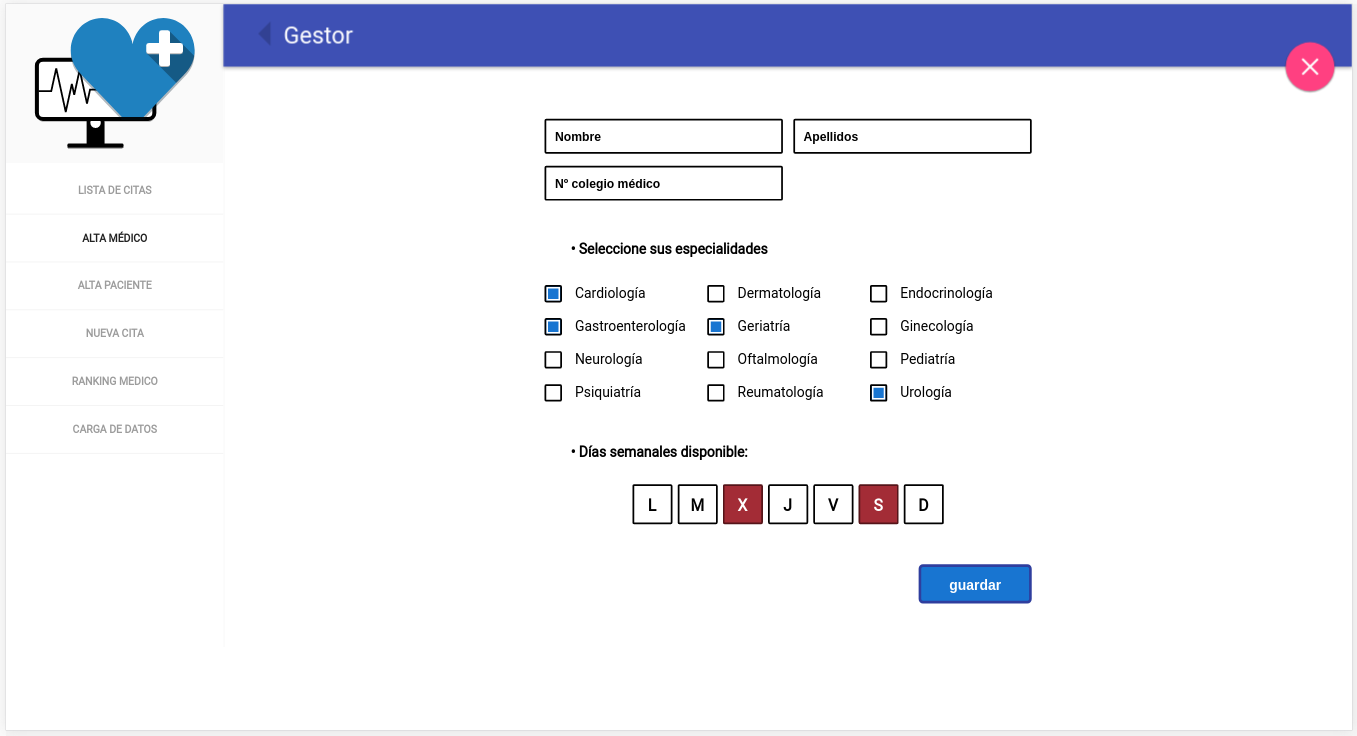 Gestor
LISTA DE CITAS
ALTA MÉDICO
ALTA PACIENTE
NUEVA CITA
RANKING MEDICO
CARGA DE DATOS
Nombre Apellidos
Nº colegio médico
• Seleccione sus especialidades
Cardiología Dermatología Endocrinología
Gastroenterología Geriatría Ginecología
Neurología Oftalmología Pediatría
Psiquiatría Reumatología Urología
• Días semanales disponible:
L M X J V S D
guardar